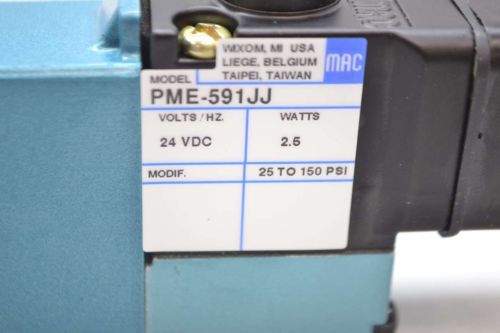 WIXOM, MI USA
LIEGE, BELGIUM
TAIPEI, TAIWAN
MAC
MODEL
PME-591JJ
VOLTS/HZ.
WATTS
24 VDC
2.5
MODIF.
25 TO 150 PSI